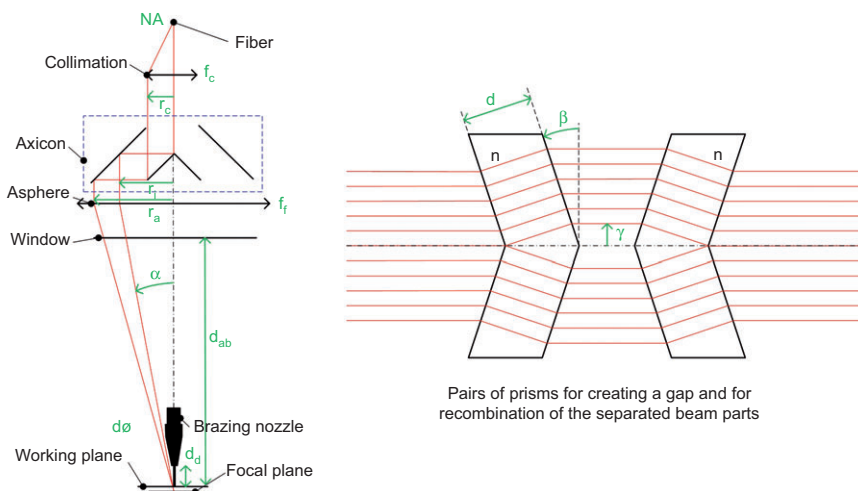 NA
Fiber
Collimation
f_c
r_c
Axicon
r_i
Asphere
f_f
r_a
Window
α
d_ab
dø
Brazing nozzle
d_d
Working plane
Focal plane
d
β
n
n
γ
Pairs of prisms for creating a gap and for
recombination of the separated beam parts